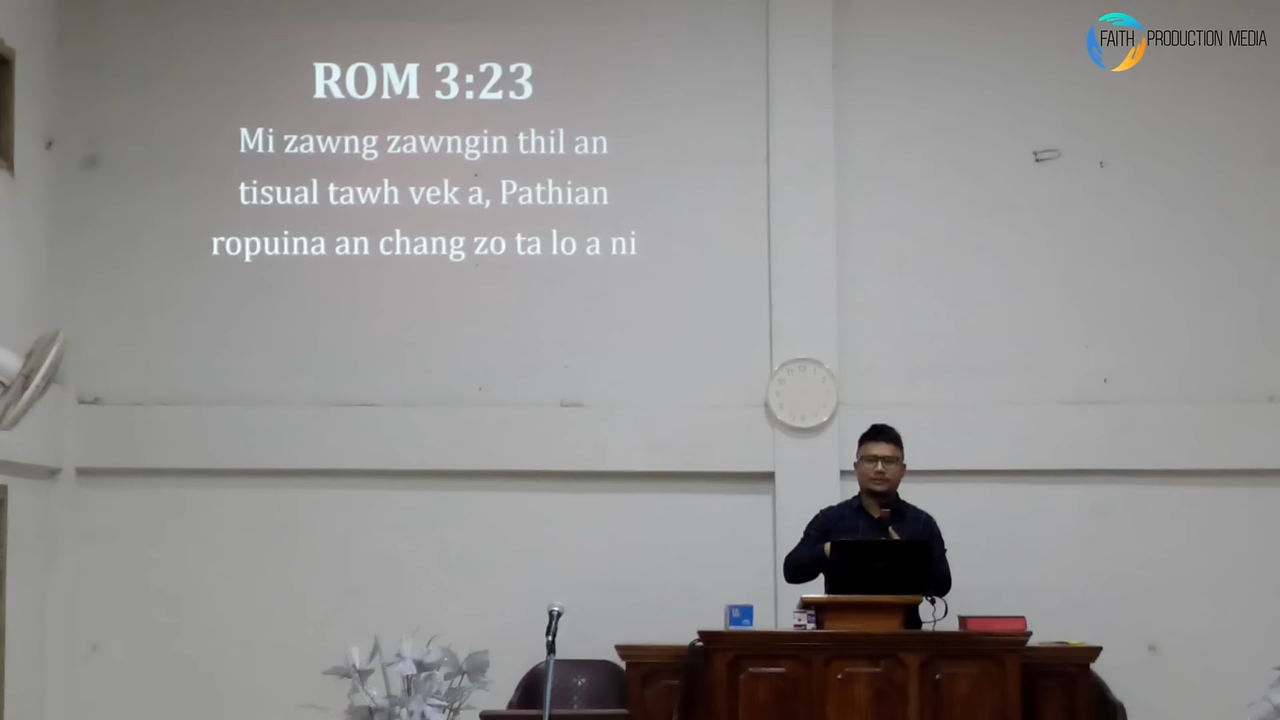 FAITH PRODUCTION MEDIA
ROM 3:23
Mi zawng zawngin thil an
tisual tawh vek a, Pathian
ropuina an chang zo ta lo a ni